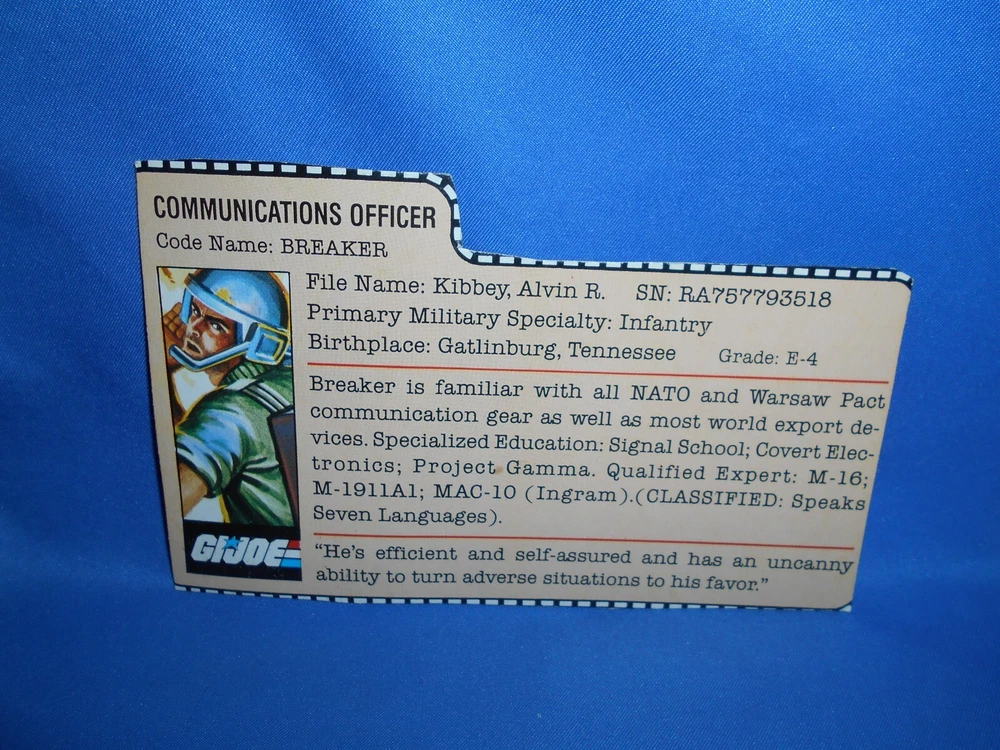 COMMUNICATIONS OFFICER
Code Name: BREAKER
File Name: Kibbey, Alvin R. SN: RA757793518
Primary Military Specialty: Infantry
Birthplace: Gatlinburg, Tennessee Grade: E-4
Breaker is familiar with all NATO and Warsaw Pact
communication gear as well as most world export de-
vices. Specialized Education: Signal School; Covert Elec-
tronics; Project Gamma. Qualified Expert: M-16;
M-1911A1; MAC-10 (Ingram).(CLASSIFIED: Speaks
Seven Languages).
GI JOE
“He's efficient and self-assured and has an uncanny
ability to turn adverse situations to his favor.”